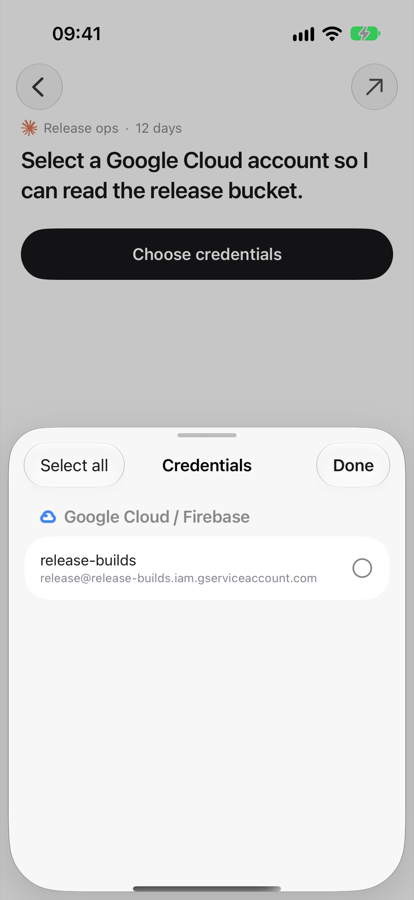 09:41
Release ops · 12 days
Select a Google Cloud account so I
can read the release bucket.
Choose credentials
Select all
Credentials
Done
Google Cloud / Firebase
release-builds
release@release-builds.iam.gserviceaccount.com